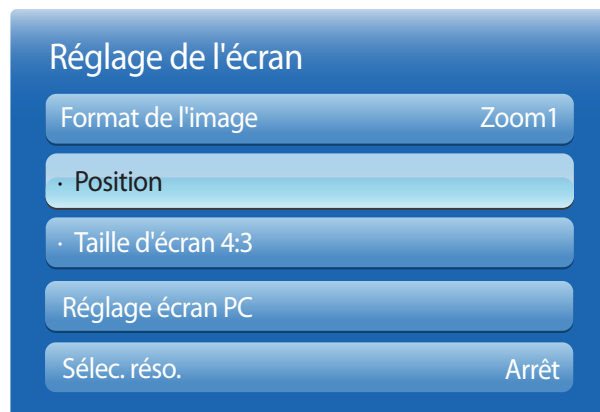 Réglage de l'écran
Format de l'image Zoom1
· Position
· Taille d'écran 4:3
Réglage écran PC
Sélec. réso. Arrêt